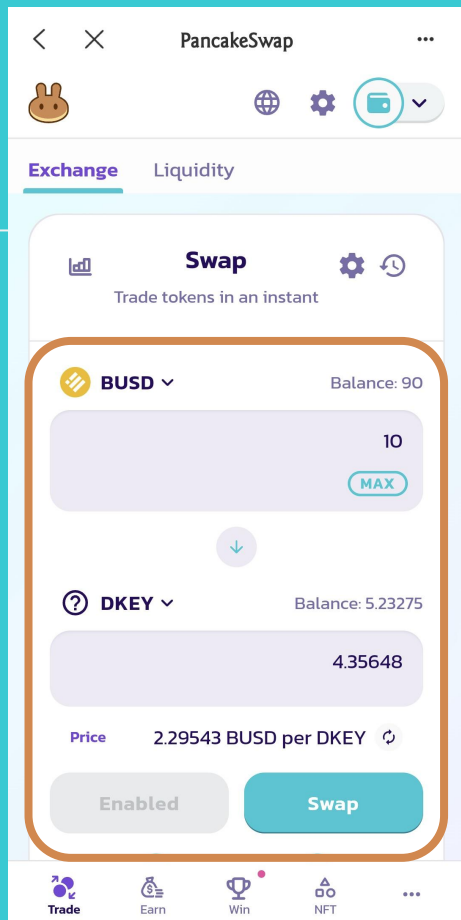 PancakeSwap
Exchange Liquidity
Swap
Trade tokens in an instant
BUSD Balance: 90
10
MAX
DKEY Balance: 5.23275
4.35648
Price 2.29543 BUSD per DKEY
Enabled Swap
Trade Earn Win NFT